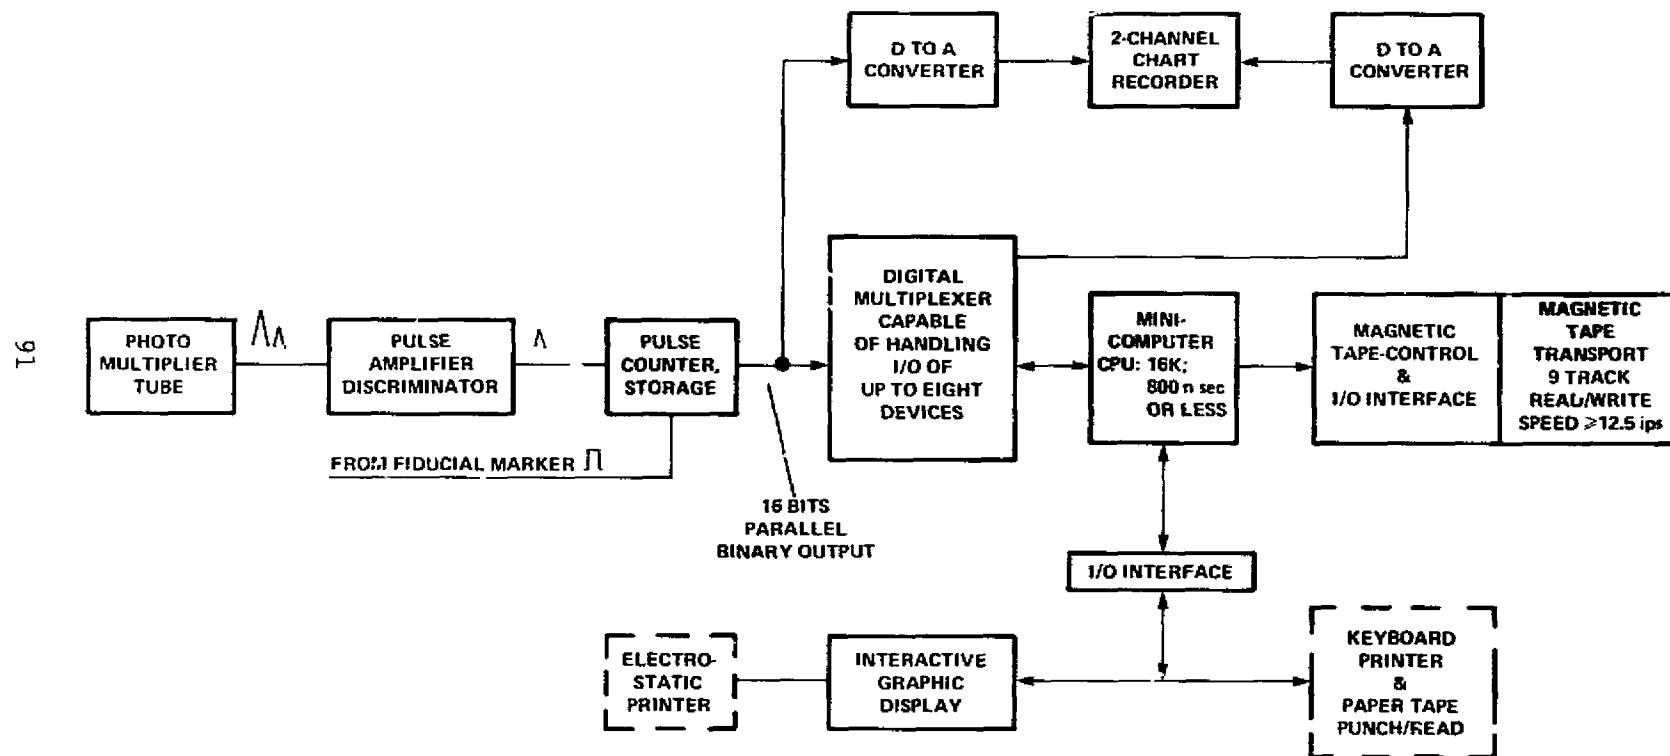 D TO A
CONVERTER
2-CHANNEL
CHART
RECORDER
D TO A
CONVERTER
91
PHOTO
MULTIPLIER
TUBE
PULSE
AMPLIFIER
DISCRIMINATOR
PULSE
COUNTER,
STORAGE
DIGITAL
MULTIPLEXER
CAPABLE
OF HANDLING
I/O OF
UP TO EIGHT
DEVICES
MINI-
COMPUTER
CPU: 16K;
800 n sec
OR LESS
MAGNETIC
TAPE-CONTROL
&
I/O INTERFACE
MAGNETIC
TAPE
TRANSPORT
9 TRACK
READ/WRITE
SPEED ≥12.5 ips
FROM FIDUCIAL MARKER
16 BITS
PARALLEL
BINARY OUTPUT
I/O INTERFACE
ELECTRO-
STATIC
PRINTER
INTERACTIVE
GRAPHIC
DISPLAY
KEYBOARD
PRINTER
&
PAPER TAPE
PUNCH/READ